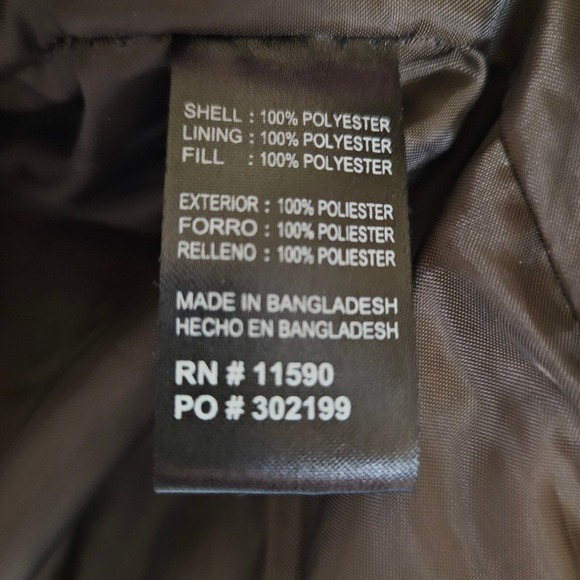 SHELL : 100% POLYESTER
LINING : 100% POLYESTER
FILL : 100% POLYESTER
EXTERIOR : 100% POLIESTER
FORRO : 100% POLIESTER
RELLENO : 100% POLIESTER
MADE IN BANGLADESH
HECHO EN BANGLADESH
RN # 11590
PO # 302199